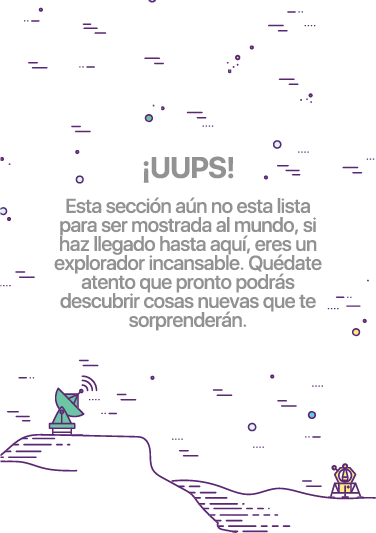 ¡UUPS!
Esta sección aún no esta lista
para ser mostrada al mundo, si
haz llegado hasta aquí, eres un
explorador incansable. Quédate
atento que pronto podrás
descubrir cosas nuevas que te
sorprenderán.